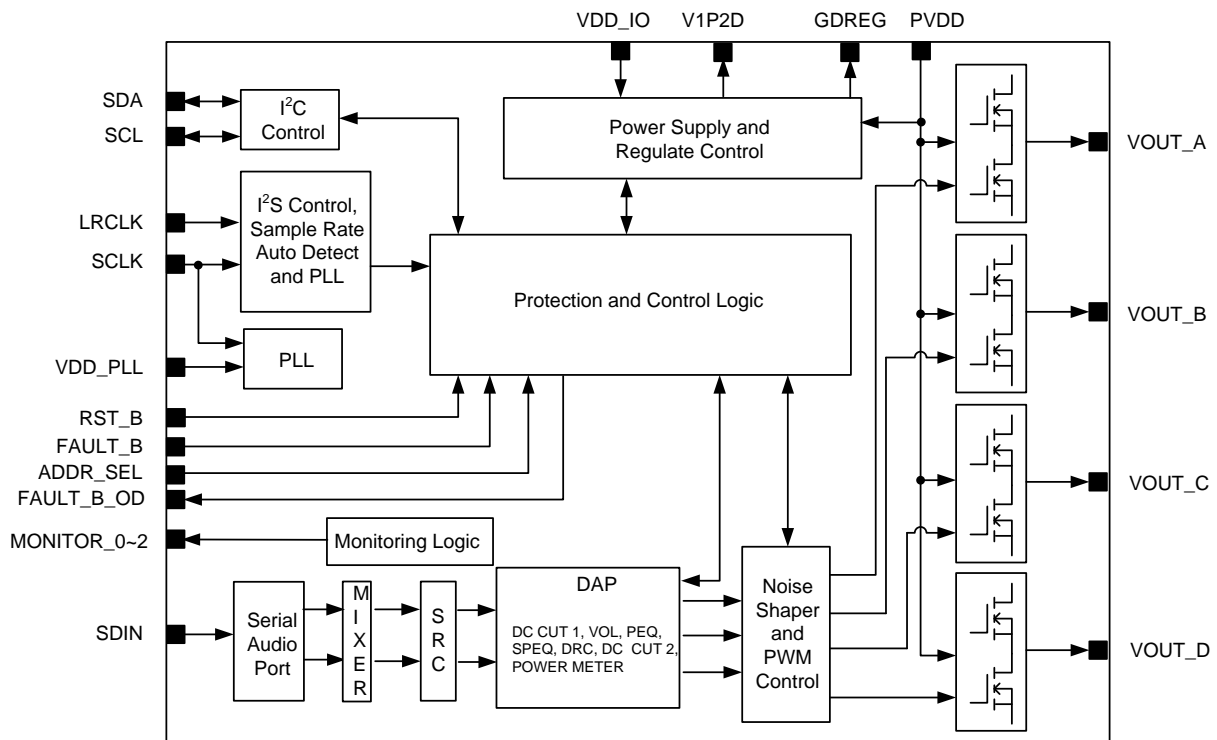 VDD_IO
V1P2D
GDREG
PVDD
SDA
SCL
I²C
Control
Power Supply and
Regulate Control
VOUT_A
LRCLK
SCLK
I²S Control,
Sample Rate
Auto Detect
and PLL
Protection and Control Logic
VOUT_B
VDD_PLL
PLL
RST_B
FAULT_B
ADDR_SEL
FAULT_B_OD
VOUT_C
MONITOR_0~2
Monitoring Logic
SDIN
Serial
Audio
Port
M
I
X
E
R
S
R
C
DAP
DC CUT 1, VOL, PEQ,
SPEQ, DRC, DC CUT 2,
POWER METER
Noise
Shaper
and
PWM
Control
VOUT_D